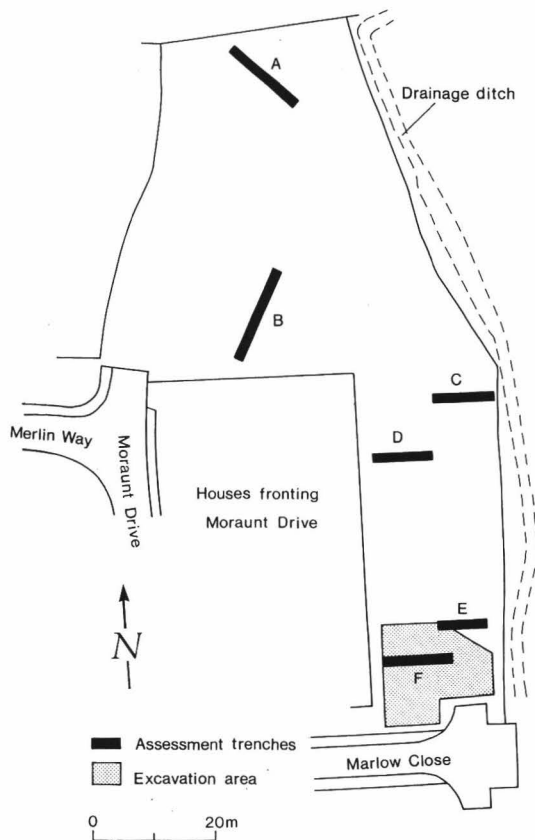 A
Drainage ditch
B
C
Merlin Way
Moraunt Drive
D
Houses fronting
Moraunt Drive
E
F
N
Assessment trenches
Excavation area
Marlow Close
0 20m